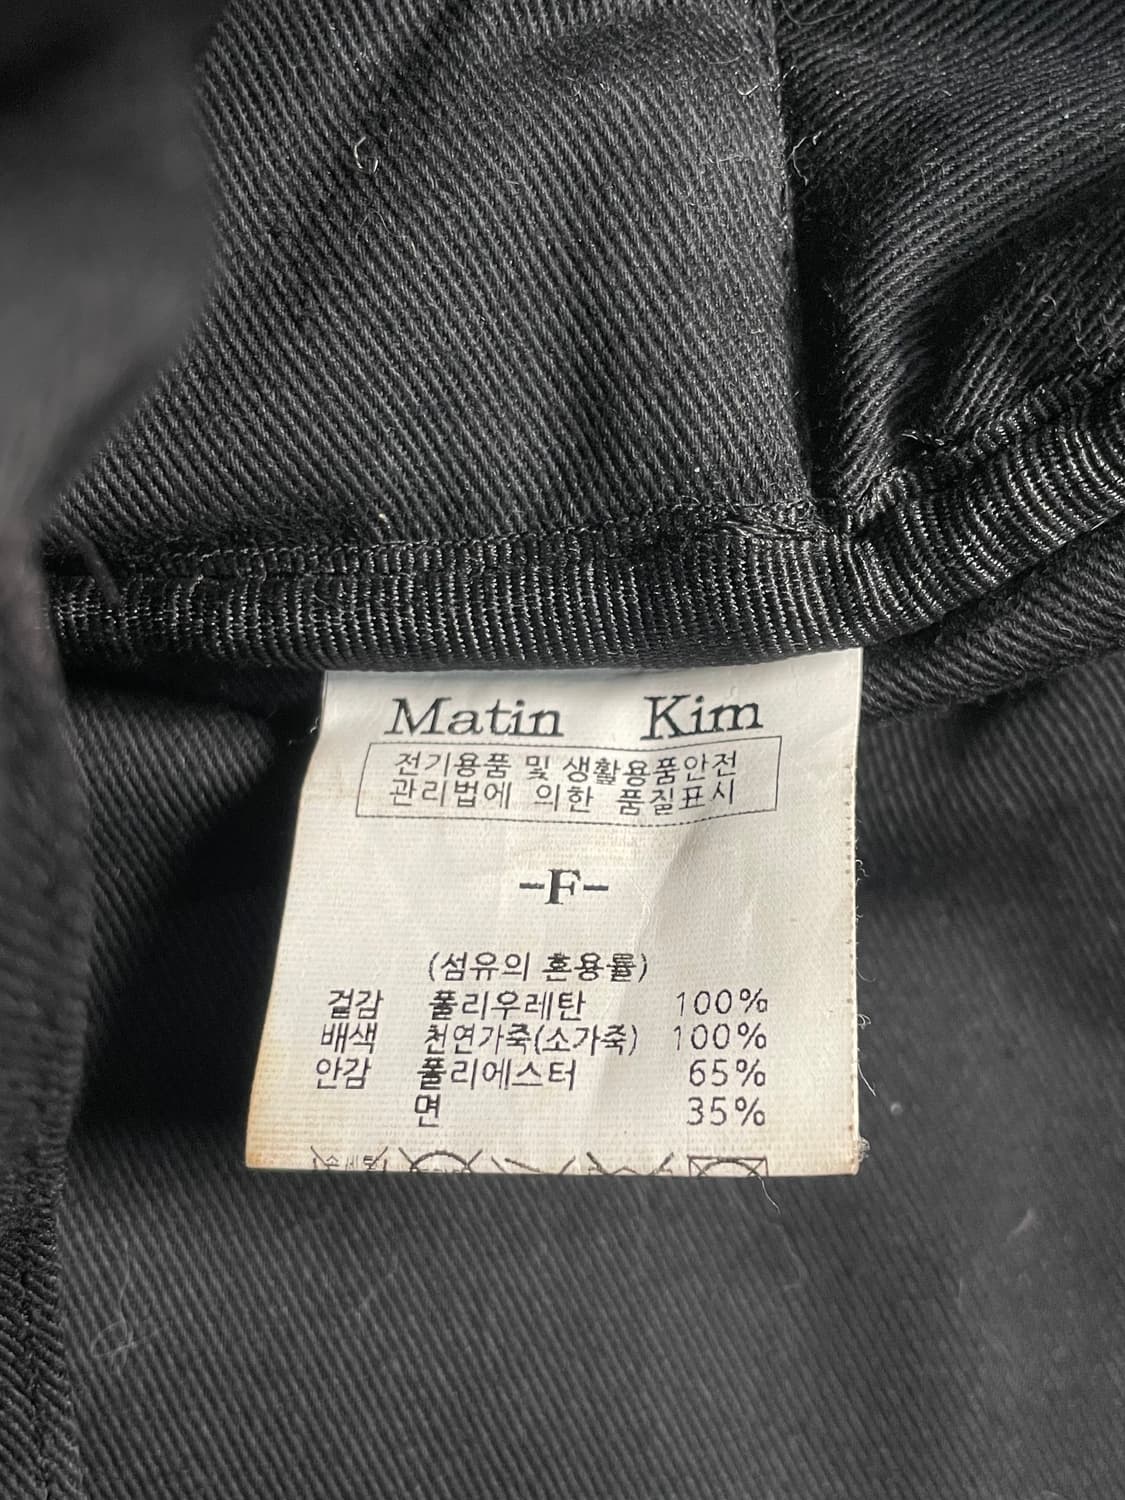 Matin Kim
전기용품 및 생활용품안전
관리법에 의한 품질표시
-F-
(섬유의 혼용률)
겉감 폴리우레탄 100%
배색 천연가죽(소가죽) 100%
안감 폴리에스터 65%
면 35%